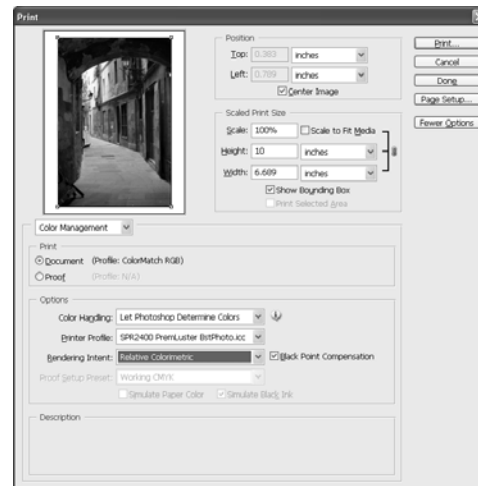 Print
Position
Top: 0.383 inches
Left: 0.789 inches
Center Image
Scaled Print Size
Scale: 100% Scale to Fit Media
Height: 10 inches
Width: 6.689 inches
Show Bounding Box
Print Selected Area
Print...
Cancel
Done
Page Setup...
Fewer Options
Color Management
Print
Document (Profile: ColorMatch RGB)
Proof (Profile: N/A)
Options
Color Handling: Let Photoshop Determine Colors
Printer Profile: SPR2400 PremLuster BstPhoto.icc
Rendering Intent: Relative Colorimetric Black Point Compensation
Proof Setup Preset: Working CMYK
Simulate Paper Color Simulate Black Ink
Description